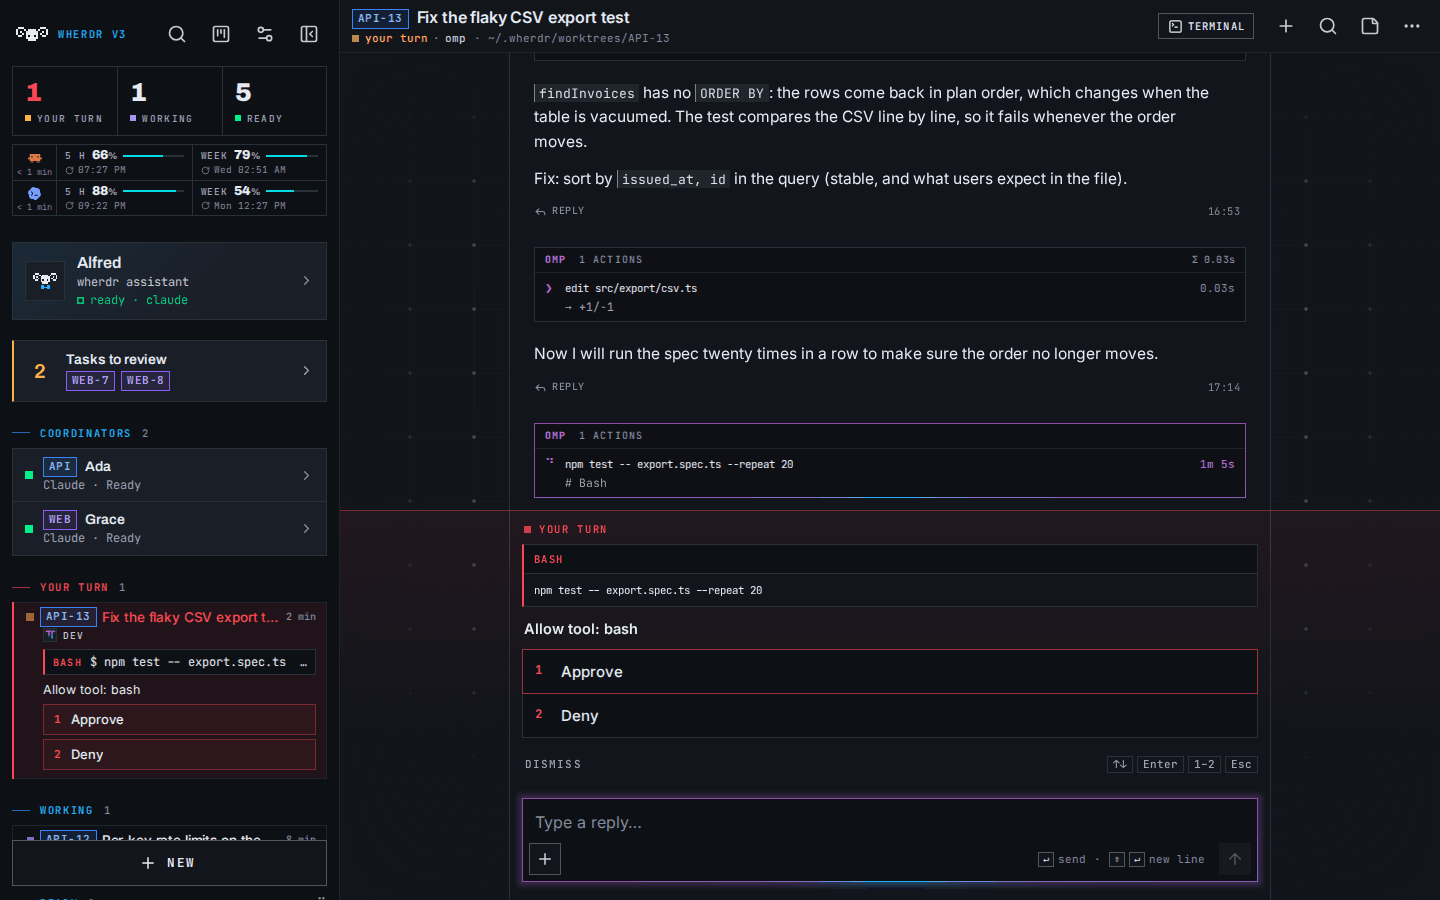 WHERDR V3
1
YOUR TURN
1
WORKING
5
READY
< 1 min
5 H 66%
07:27 PM
WEEK 79%
Wed 02:51 AM
< 1 min
5 H 88%
09:22 PM
WEEK 54%
Mon 12:27 PM
Alfred
wherdr assistant
ready · claude
2
Tasks to review
WEB-7 WEB-8
COORDINATORS 2
API Ada
Claude · Ready
WEB Grace
Claude · Ready
YOUR TURN 1
API-13 Fix the flaky CSV export t... 2 min
DEV
BASH $ npm test -- export.spec.ts …
Allow tool: bash
1 Approve
2 Deny
WORKING 1
API-12 Per-key rate limits on the
+ NEW
API-13 Fix the flaky CSV export test
your turn · omp · ~/.wherdr/worktrees/API-13
TERMINAL
findInvoices has no ORDER BY: the rows come back in plan order, which changes when the
table is vacuumed. The test compares the CSV line by line, so it fails whenever the order
moves.
Fix: sort by issued_at, id in the query (stable, and what users expect in the file).
REPLY 16:53
OMP 1 ACTIONS Σ 0.03s
❯ edit src/export/csv.ts 0.03s
→ +1/-1
Now I will run the spec twenty times in a row to make sure the order no longer moves.
REPLY 17:14
OMP 1 ACTIONS
npm test -- export.spec.ts --repeat 20 1m 5s
# Bash
YOUR TURN
BASH
npm test -- export.spec.ts --repeat 20
Allow tool: bash
1 Approve
2 Deny
DISMISS ↑↓ Enter 1-2 Esc
Type a reply...
↵ send · ⇧ ↵ new line